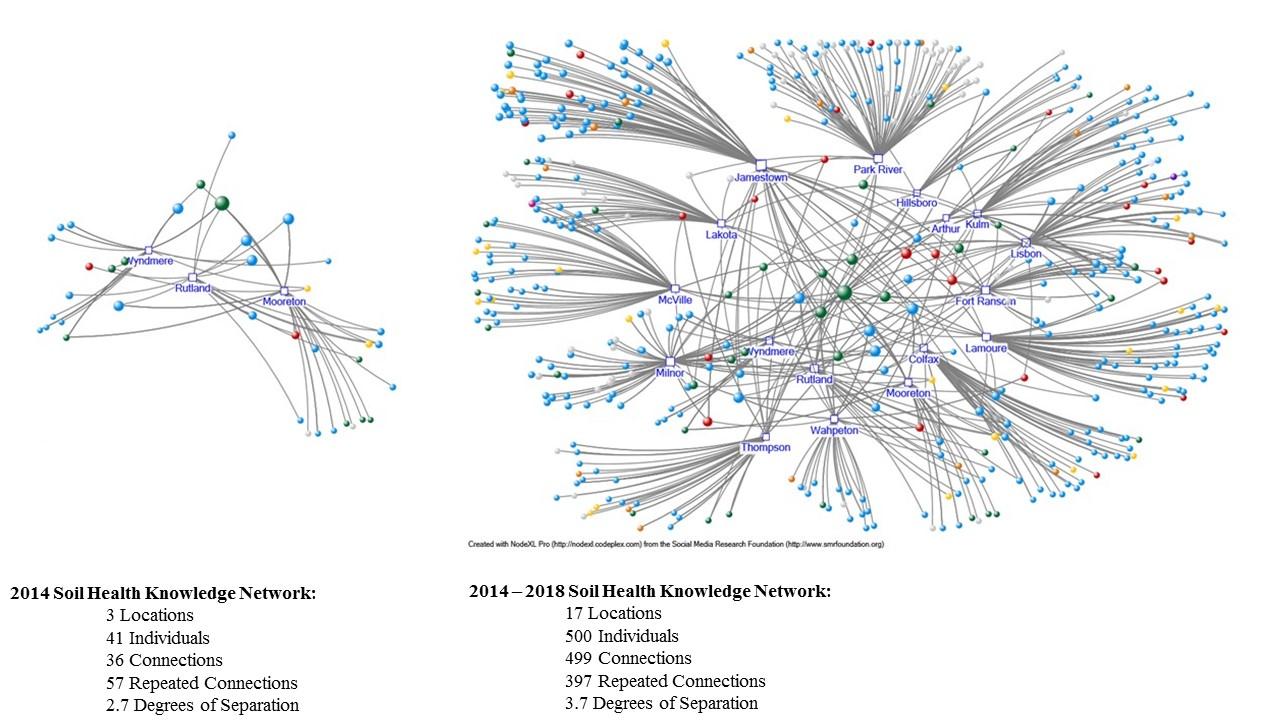 Wyndmere
Rutland
Mooreton
Jamestown
Park River
Hillsboro
Arthur
Kulm
Lakota
Lisbon
McVille
Fort Ransom
Wyndmere
Lamoure
Milnor
Colfax
Rutland
Mooreton
Wahpeton
Thompson
Created with NodeXL Pro (http://nodexl.codeplex.com) from the Social Media Research Foundation (http://www.smrfoundation.org)
2014 Soil Health Knowledge Network:
3 Locations
41 Individuals
36 Connections
57 Repeated Connections
2.7 Degrees of Separation
2014 – 2018 Soil Health Knowledge Network:
17 Locations
500 Individuals
499 Connections
397 Repeated Connections
3.7 Degrees of Separation